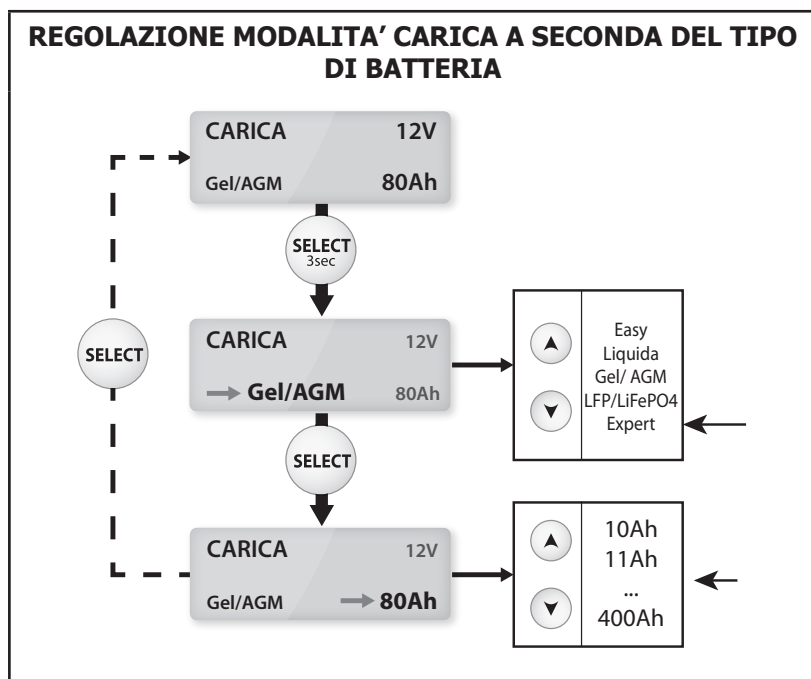 REGOLAZIONE MODALITA’ CARICA A SECONDA DEL TIPO
DI BATTERIA
CARICA 12V
Gel/AGM 80Ah
SELECT
3sec
CARICA 12V
Gel/AGM 80Ah
Easy
Liquida
Gel/ AGM
LFP/LiFePO4
Expert
SELECT
SELECT
CARICA 12V
Gel/AGM 80Ah
10Ah
11Ah
...
400Ah